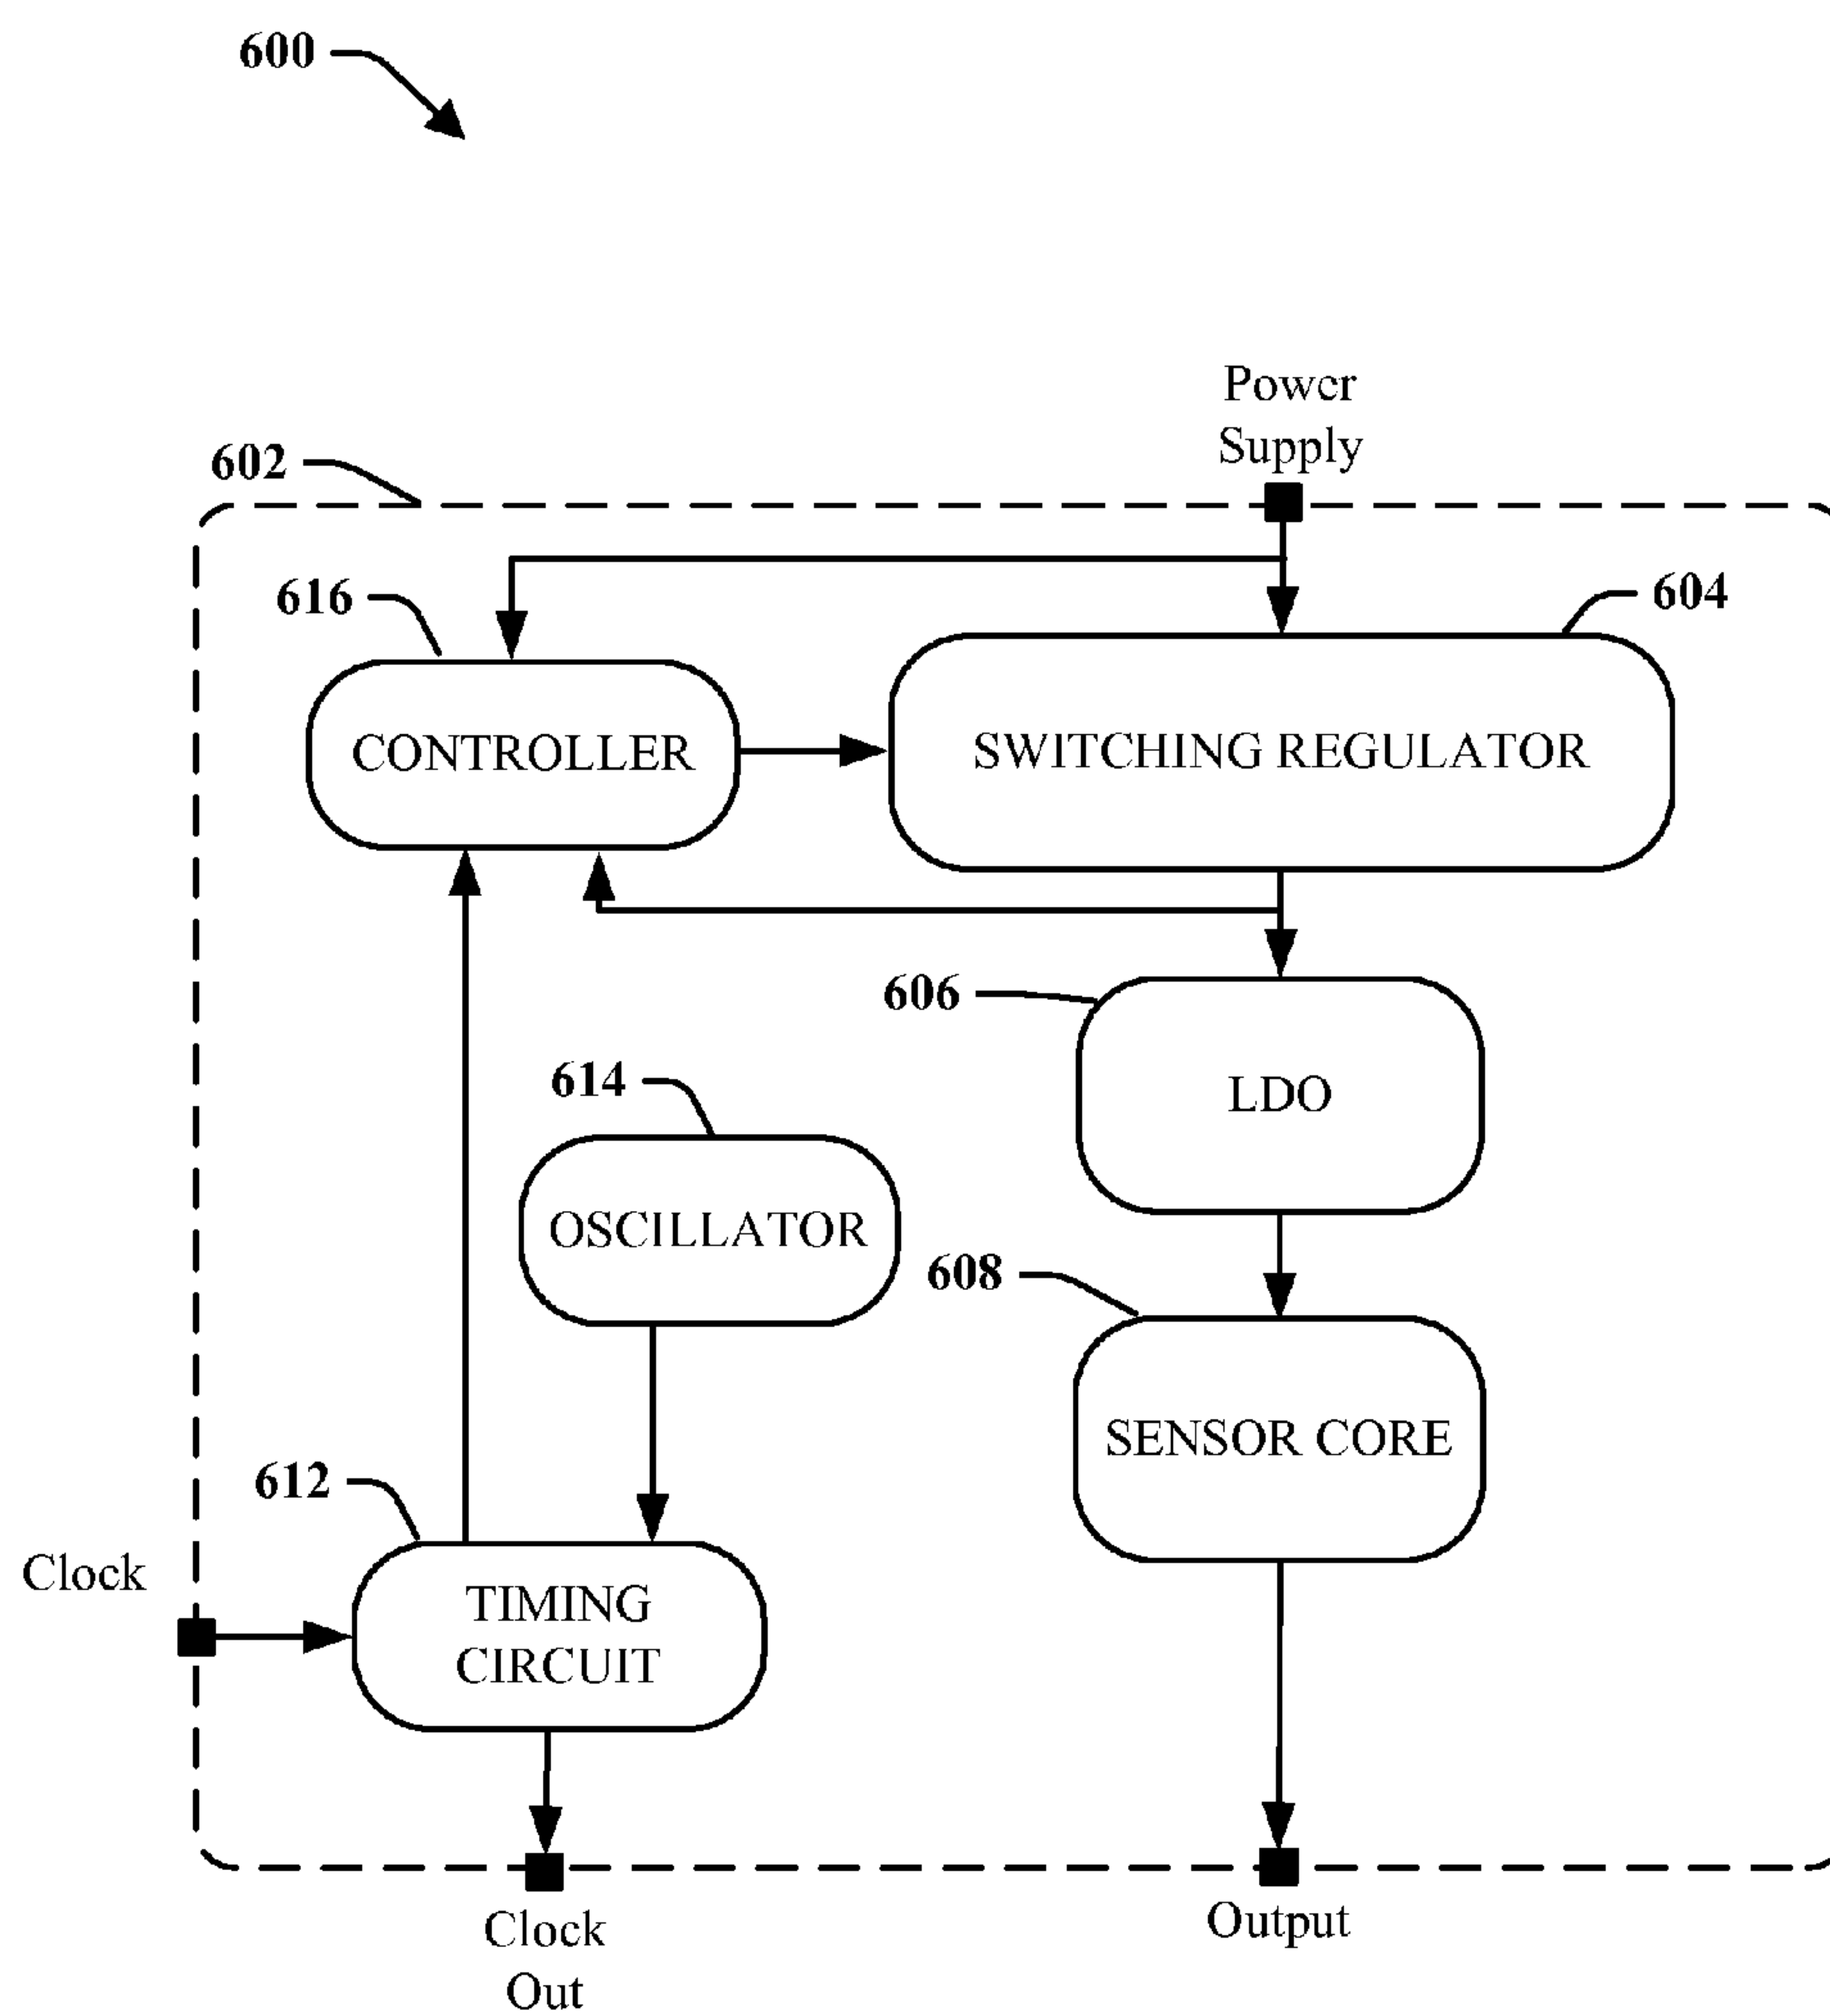 600
Power
Supply
602
616
604
CONTROLLER
SWITCHING REGULATOR
606
LDO
614
OSCILLATOR
608
SENSOR CORE
612
Clock
TIMING
CIRCUIT
Clock
Out
Output